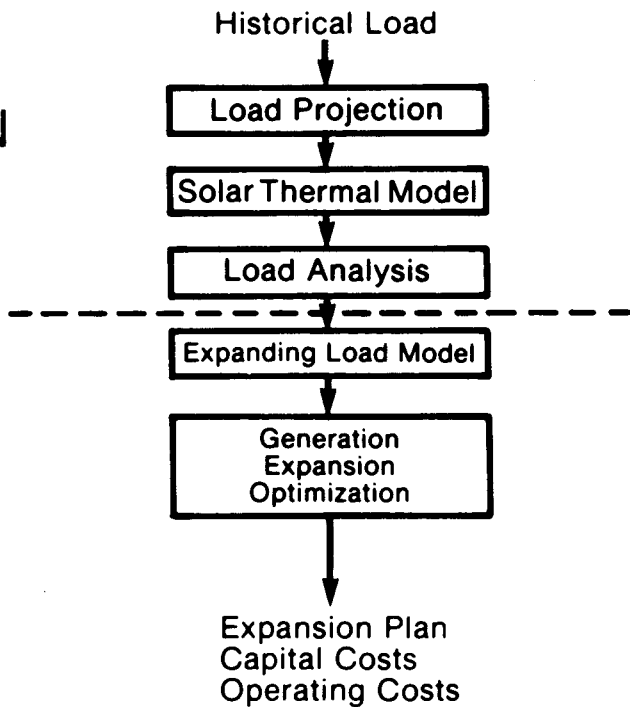 Historical Load
Load Projection
Solar Thermal Model
Load Analysis
Expanding Load Model
Generation
Expansion
Optimization
Expansion Plan
Capital Costs
Operating Costs